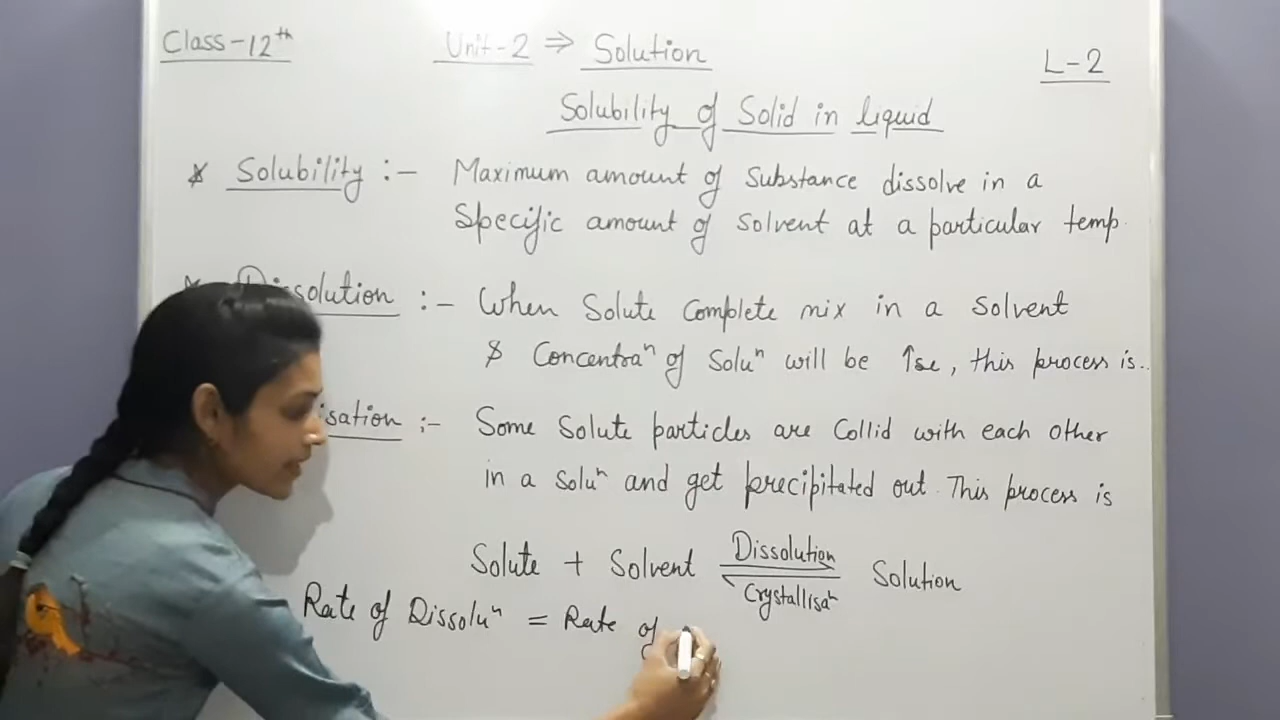 Class-12th
Unit-2 ⇒ Solution
L-2
Solubility of Solid in liquid
* Solubility :- Maximum amount of Substance dissolve in a
Specific amount of solvent at a particular temp.
Dissolution :- When Solute Complete mix in a Solvent
& Concentraⁿ of Soluⁿ will be ↑se, this process is..
isation :- Some Solute particles are Collid with each other
in a Soluⁿ and get precipitated out. This process is
Solute + Solvent Dissolution Solution
Crystallisaⁿ
Rate of Dissoluⁿ = Rate of